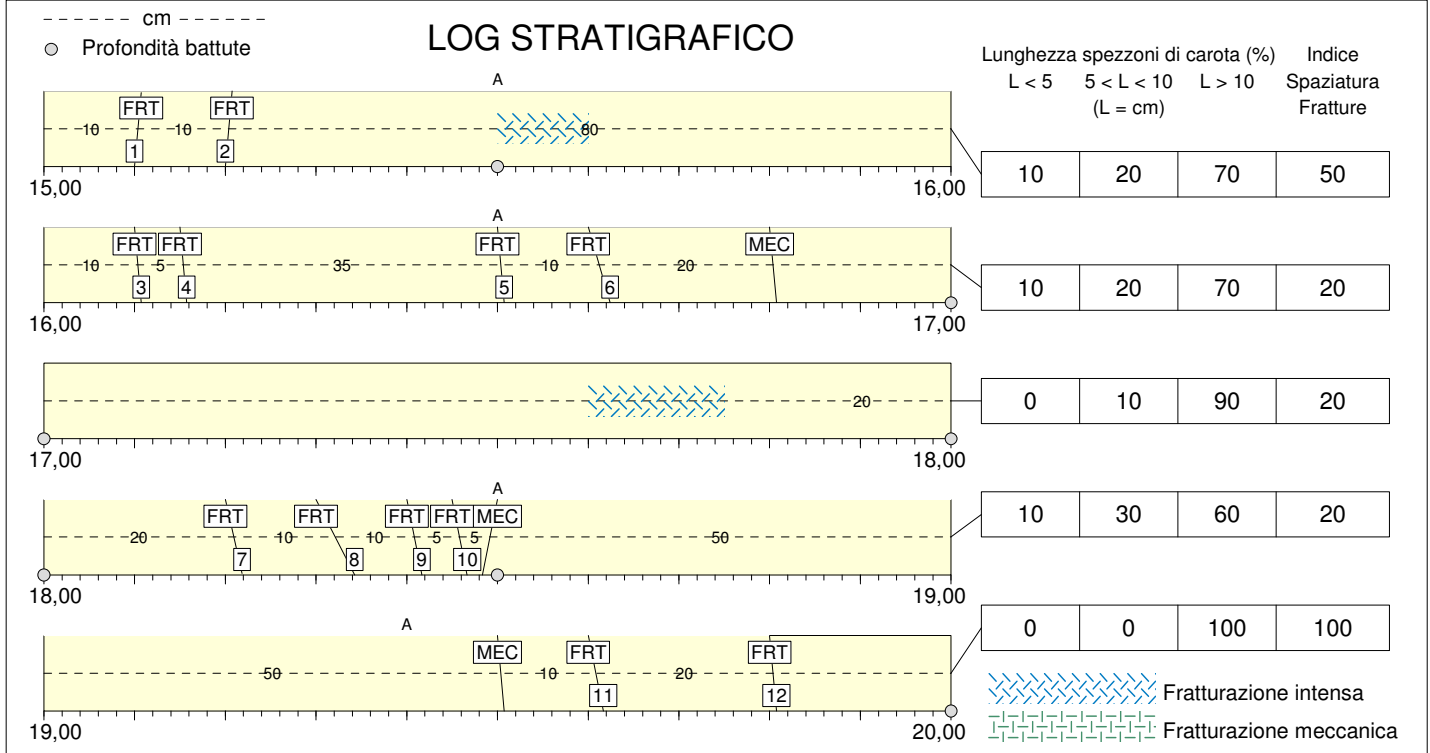 cm
Profondità battute
LOG STRATIGRAFICO
Lunghezza spezzoni di carota (%) Indice
L < 5 5 < L < 10 L > 10 Spaziatura
(L = cm) Fratture
A
FRT FRT
10 10 80
1 2
15,00 16,00
10 20 70 50
A
FRT FRT FRT FRT MEC
10 5 35 10 20
3 4 5 6
16,00 17,00
10 20 70 20
20
17,00 18,00
0 10 90 20
A
FRT FRT FRT FRT MEC
20 10 10 5 5 50
7 8 9 10
18,00 19,00
10 30 60 20
A
MEC FRT FRT
50 10 20
11 12
19,00 20,00
0 0 100 100
Fratturazione intensa
Fratturazione meccanica